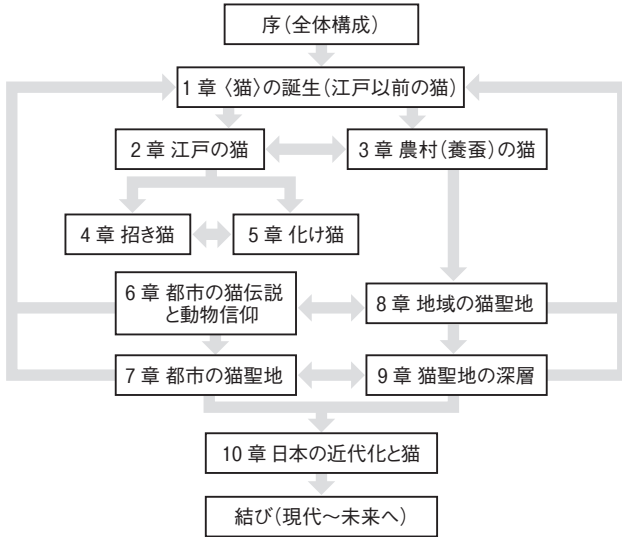 序（全体構成）
1 章 〈猫〉の誕生（江戸以前の猫）
2 章 江戸の猫
3 章 農村（養蚕）の猫
4 章 招き猫
5 章 化け猫
6 章 都市の猫伝説
と動物信仰
8 章 地域の猫聖地
7 章 都市の猫聖地
9 章 猫聖地の深層
10 章 日本の近代化と猫
結び（現代～未来へ）